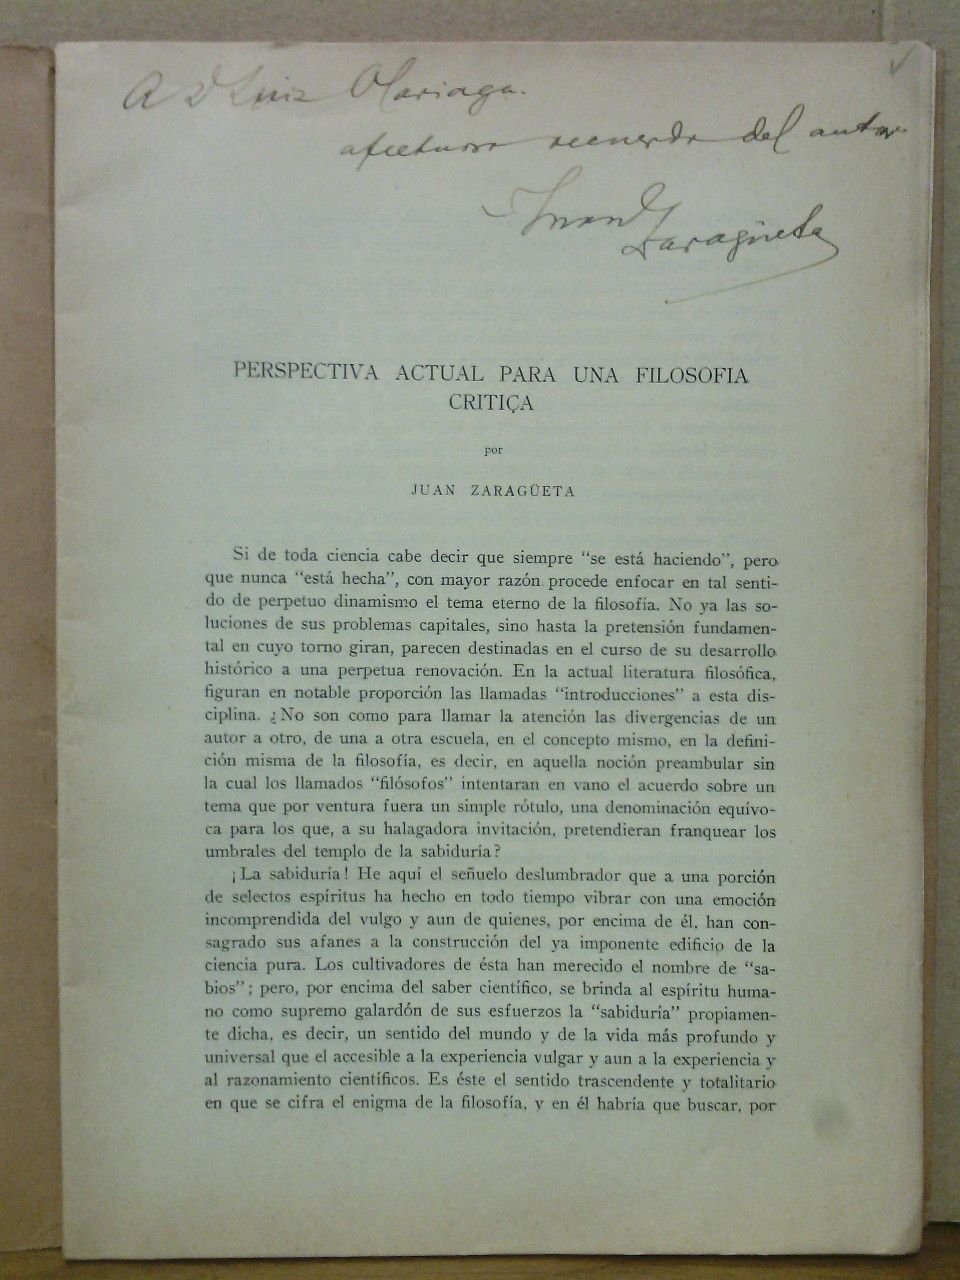 A D Luis Olariaga.
afectuoso recuerdo del autor
Juan Zaragüeta
PERSPECTIVA ACTUAL PARA UNA FILOSOFIA
CRITIÇA
por
JUAN ZARAGÜETA
Si de toda ciencia cabe decir que siempre "se está haciendo", pero
que nunca "está hecha", con mayor razón procede enfocar en tal senti-
do de perpetuo dinamismo el tema eterno de la filosofía. No ya las so-
luciones de sus problemas capitales, sino hasta la pretensión fundamen-
tal en cuyo torno giran, parecen destinadas en el curso de su desarrollo
histórico a una perpetua renovación. En la actual literatura filosófica,
figuran en notable proporción las llamadas "introducciones" a esta dis-
ciplina. ¿No son como para llamar la atención las divergencias de un
autor a otro, de una a otra escuela, en el concepto mismo, en la defini-
ción misma de la filosofía, es decir, en aquella noción preambular sin
la cual los llamados "filósofos" intentaran en vano el acuerdo sobre un
tema que por ventura fuera un simple rótulo, una denominación equívo-
ca para los que, a su halagadora invitación, pretendieran franquear los
umbrales del templo de la sabiduría?
¡La sabiduría! He aquí el señuelo deslumbrador que a una porción
de selectos espíritus ha hecho en todo tiempo vibrar con una emoción
incomprendida del vulgo y aun de quienes, por encima de él, han con-
sagrado sus afanes a la construcción del ya imponente edificio de la
ciencia pura. Los cultivadores de ésta han merecido el nombre de "sa-
bios"; pero, por encima del saber científico, se brinda al espíritu huma-
no como supremo galardón de sus esfuerzos la "sabiduría" propiamen-
te dicha, es decir, un sentido del mundo y de la vida más profundo y
universal que el accesible a la experiencia vulgar y aun a la experiencia y
al razonamiento científicos. Es éste el sentido trascendente y totalitario
en que se cifra el enigma de la filosofía, y en él habría que buscar, por